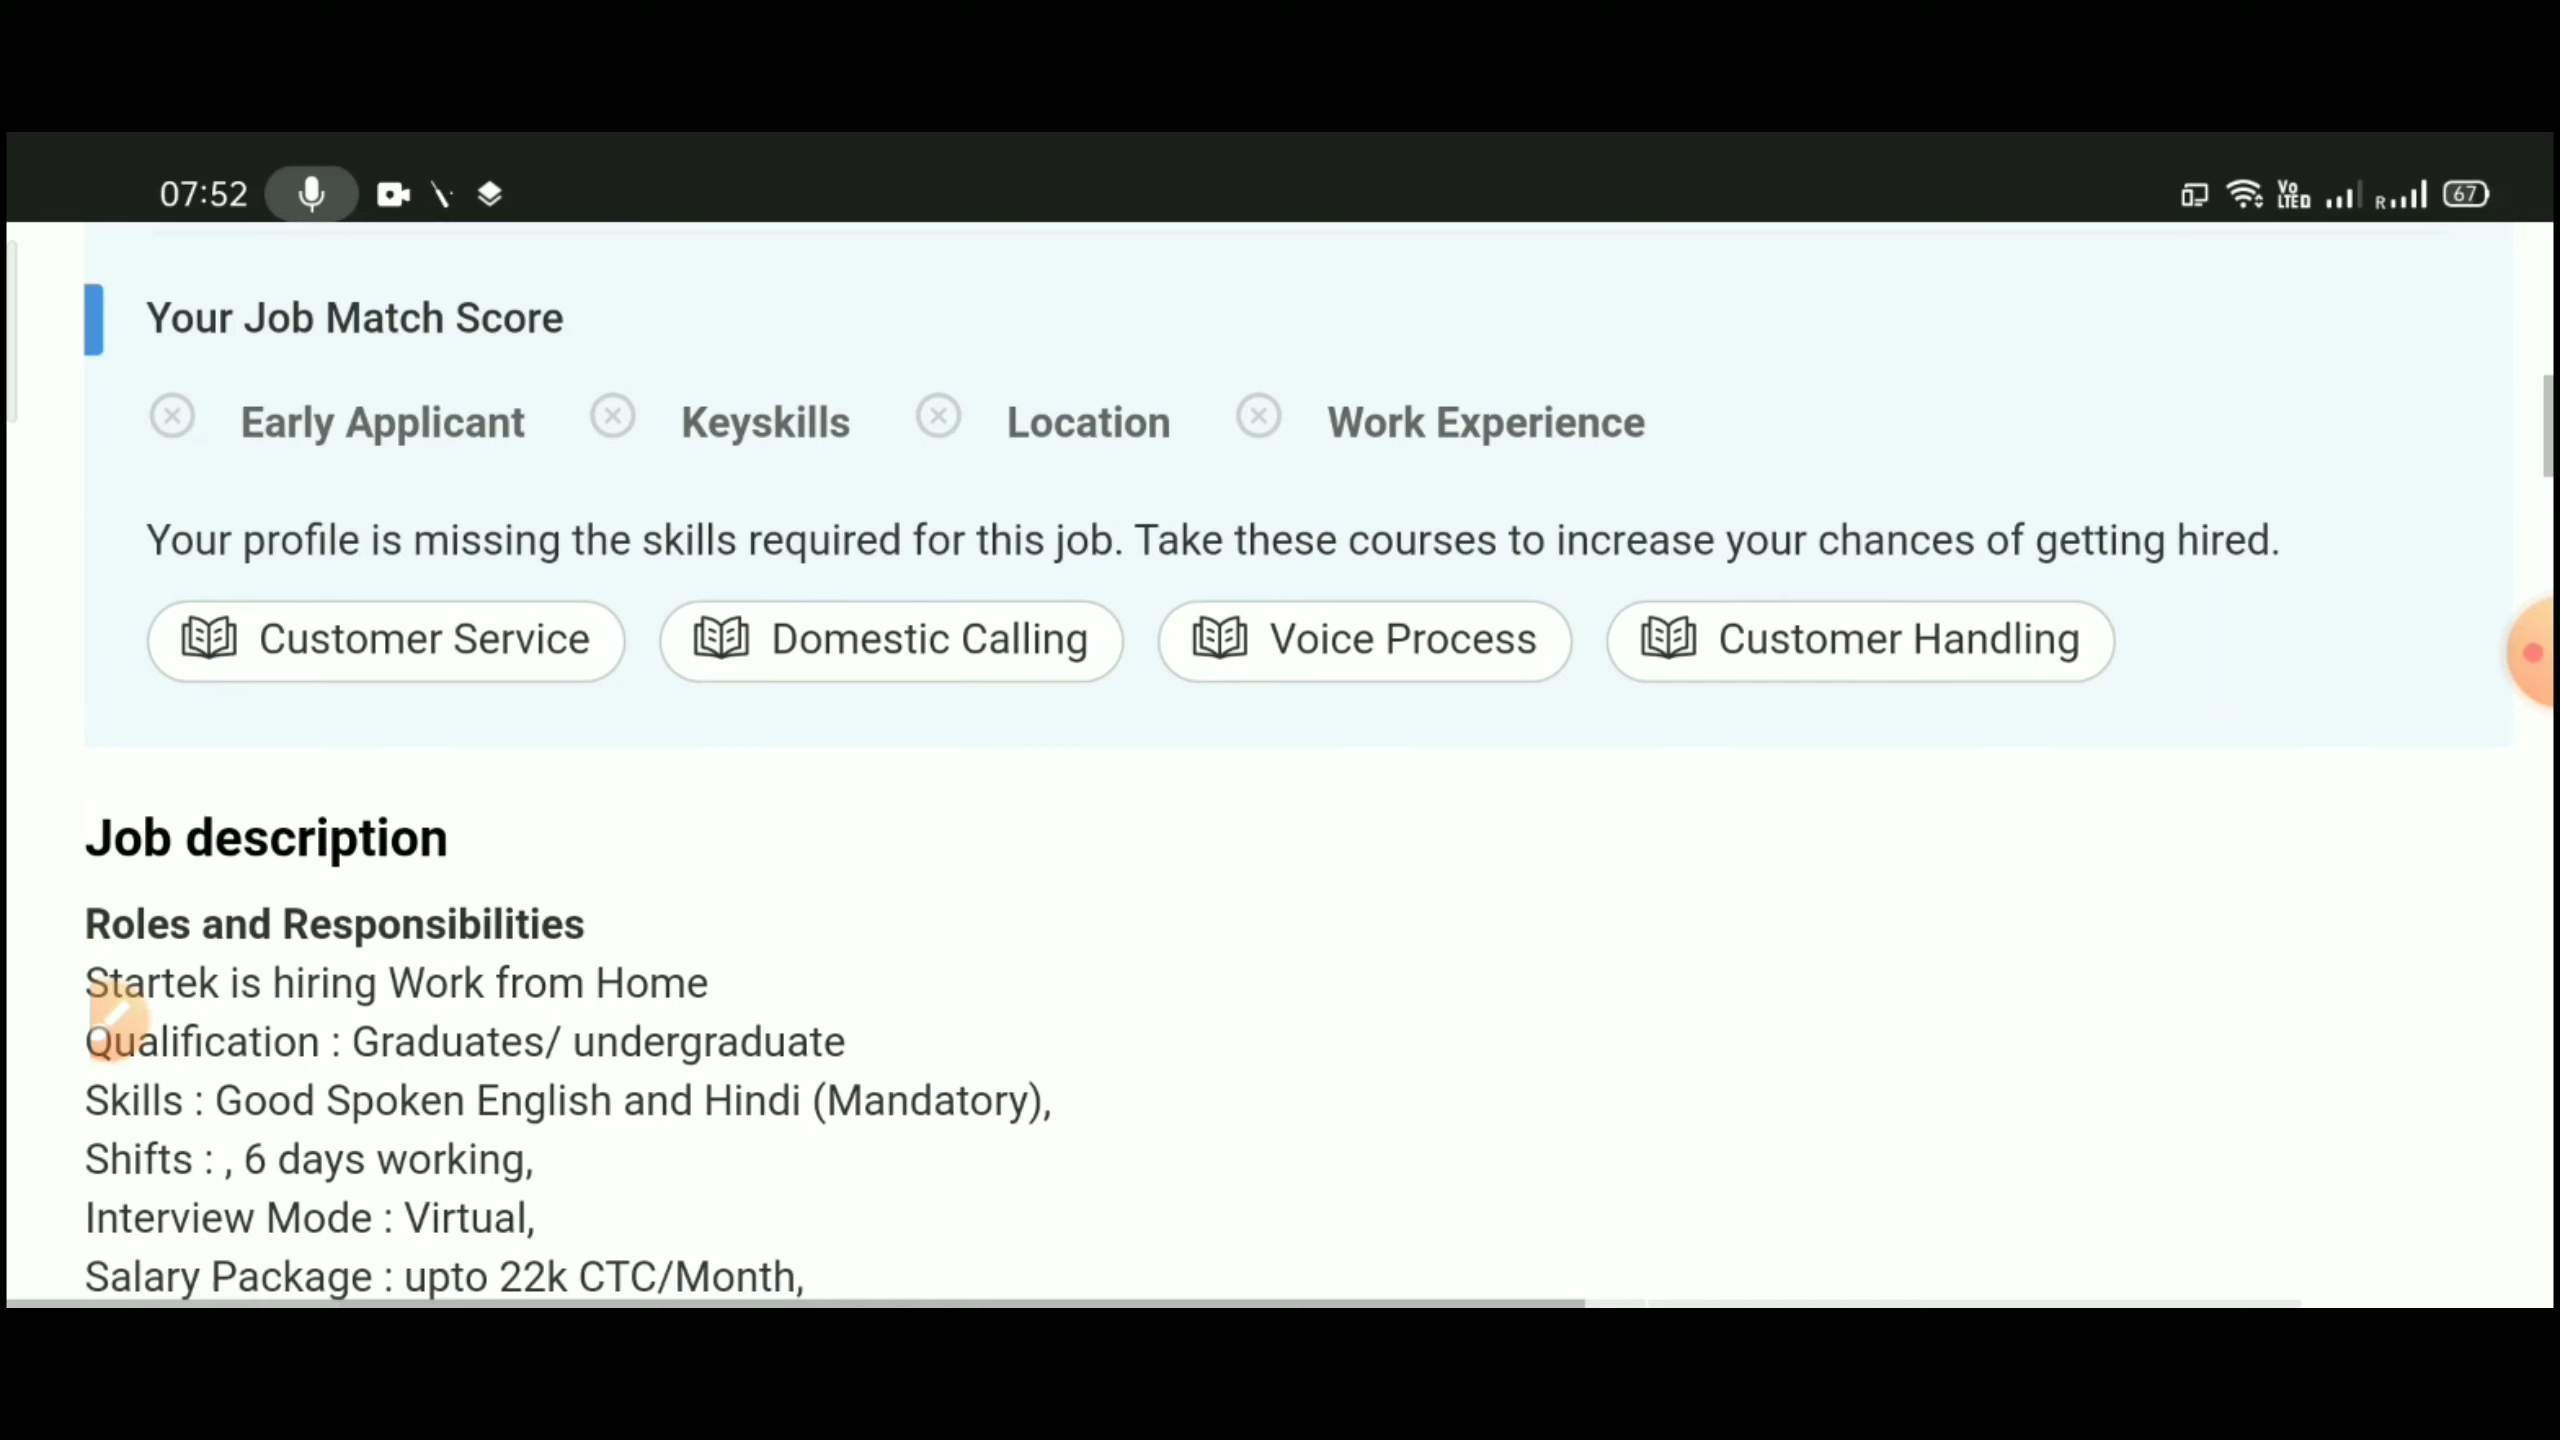 07:52 Vo LTE D R 67
Your Job Match Score
Early Applicant Keyskills Location Work Experience
Your profile is missing the skills required for this job. Take these courses to increase your chances of getting hired.
Customer Service Domestic Calling Voice Process Customer Handling
Job description
Roles and Responsibilities
Startek is hiring Work from Home
Qualification : Graduates/ undergraduate
Skills : Good Spoken English and Hindi (Mandatory),
Shifts : , 6 days working,
Interview Mode : Virtual,
Salary Package : upto 22k CTC/Month,